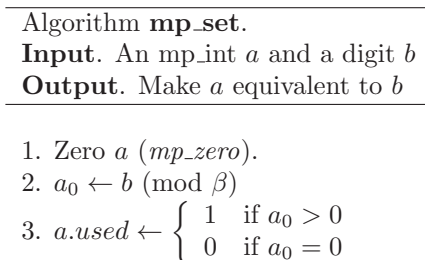 Algorithm mp_set.
Input. An mp_int a and a digit b
Output. Make a equivalent to b
1. Zero a (mp_zero).
2. a₀ ← b (mod β)
3. a.used ← { 1 if a₀ > 0
0 if a₀ = 0